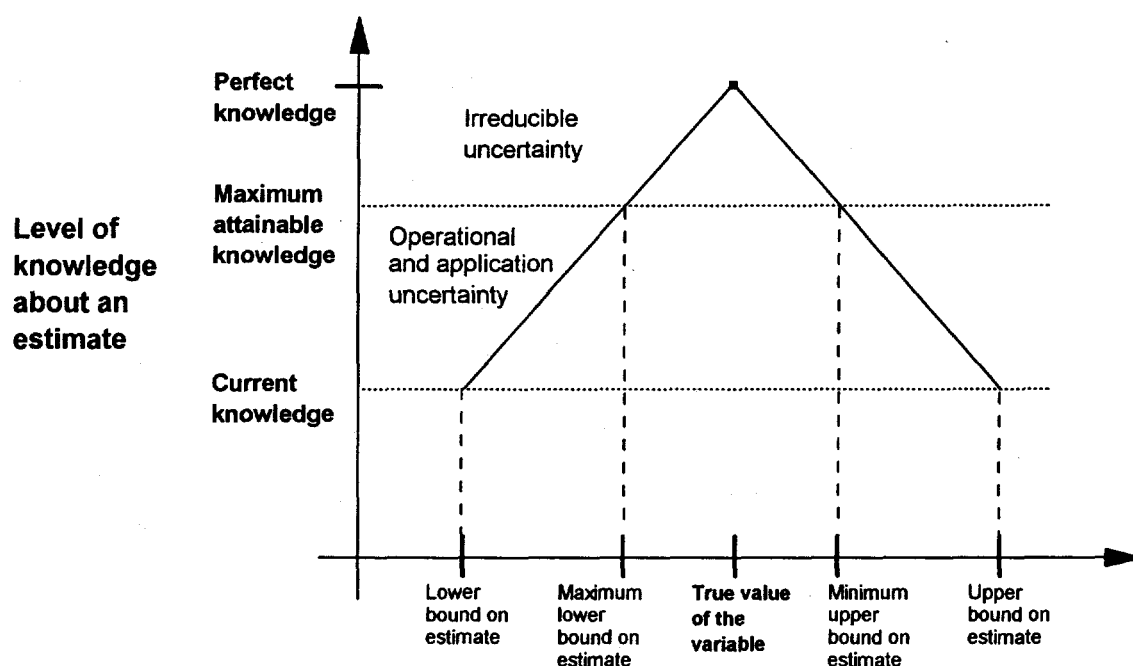 Perfect
knowledge
Irreducible
uncertainty
Maximum
attainable
knowledge
Level of
knowledge
about an
estimate
Operational
and application
uncertainty
Current
knowledge
Lower
bound on
estimate
Maximum
lower
bound on
estimate
True value
of the
variable
Minimum
upper
bound on
estimate
Upper
bound on
estimate